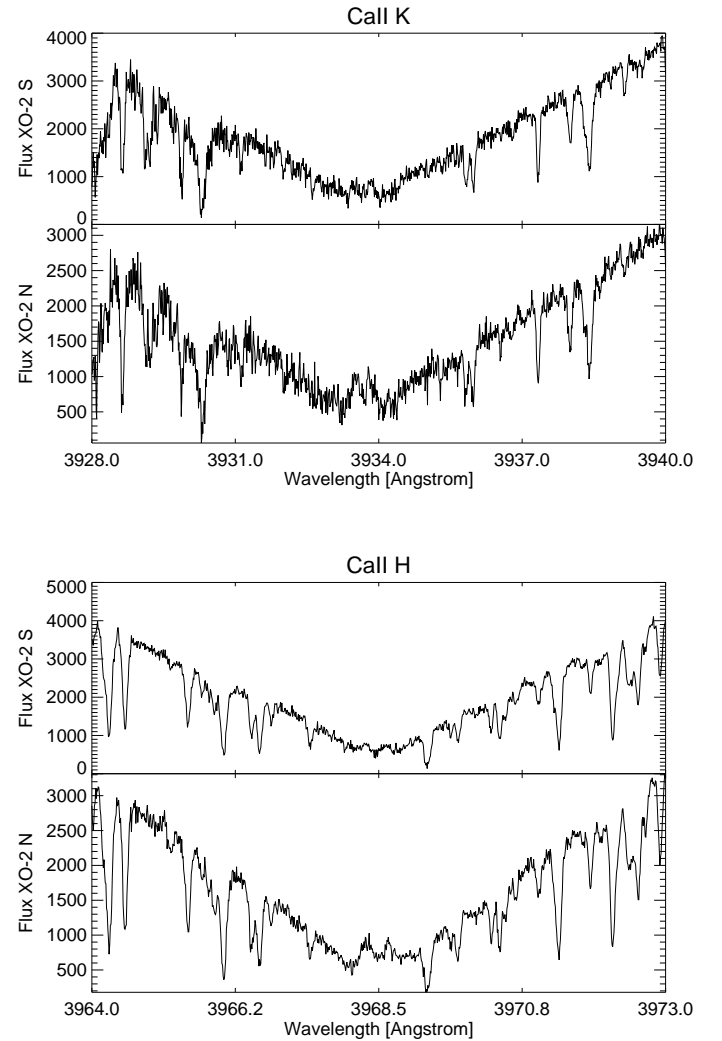 CaII K
4000
3000
2000
1000
0
Flux XO-2 S
3000
2500
2000
1500
1000
500
Flux XO-2 N
3928.0 3931.0 3934.0 3937.0 3940.0
Wavelength [Angstrom]
CaII H
5000
4000
3000
2000
1000
0
Flux XO-2 S
3000
2500
2000
1500
1000
500
Flux XO-2 N
3964.0 3966.2 3968.5 3970.8 3973.0
Wavelength [Angstrom]